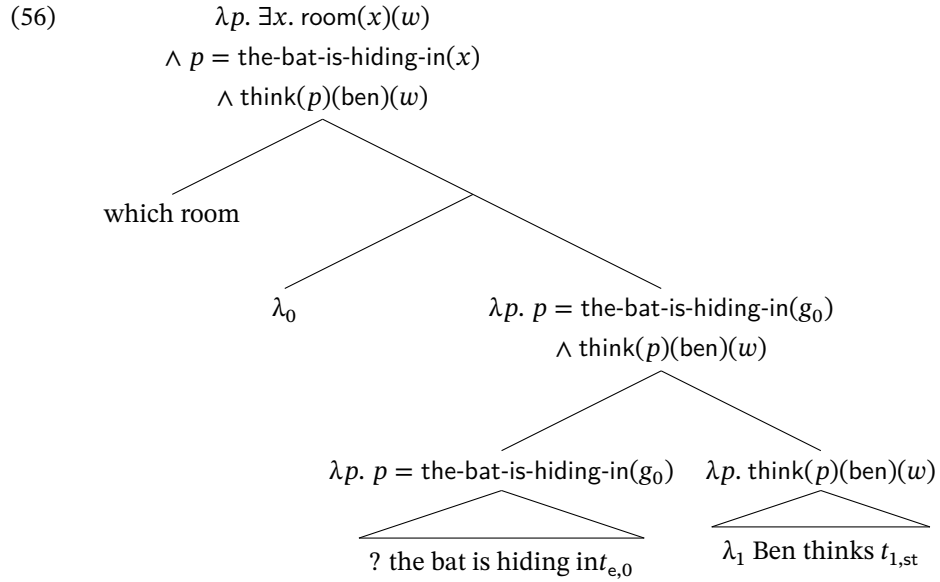 (56)
λp. ∃x. room(x)(w)
∧ p = the-bat-is-hiding-in(x)
∧ think(p)(ben)(w)
which room
λ₀
λp. p = the-bat-is-hiding-in(g₀)
∧ think(p)(ben)(w)
λp. p = the-bat-is-hiding-in(g₀)
λp. think(p)(ben)(w)
? the bat is hiding intₑ,₀
λ₁ Ben thinks t₁,ₛₜ